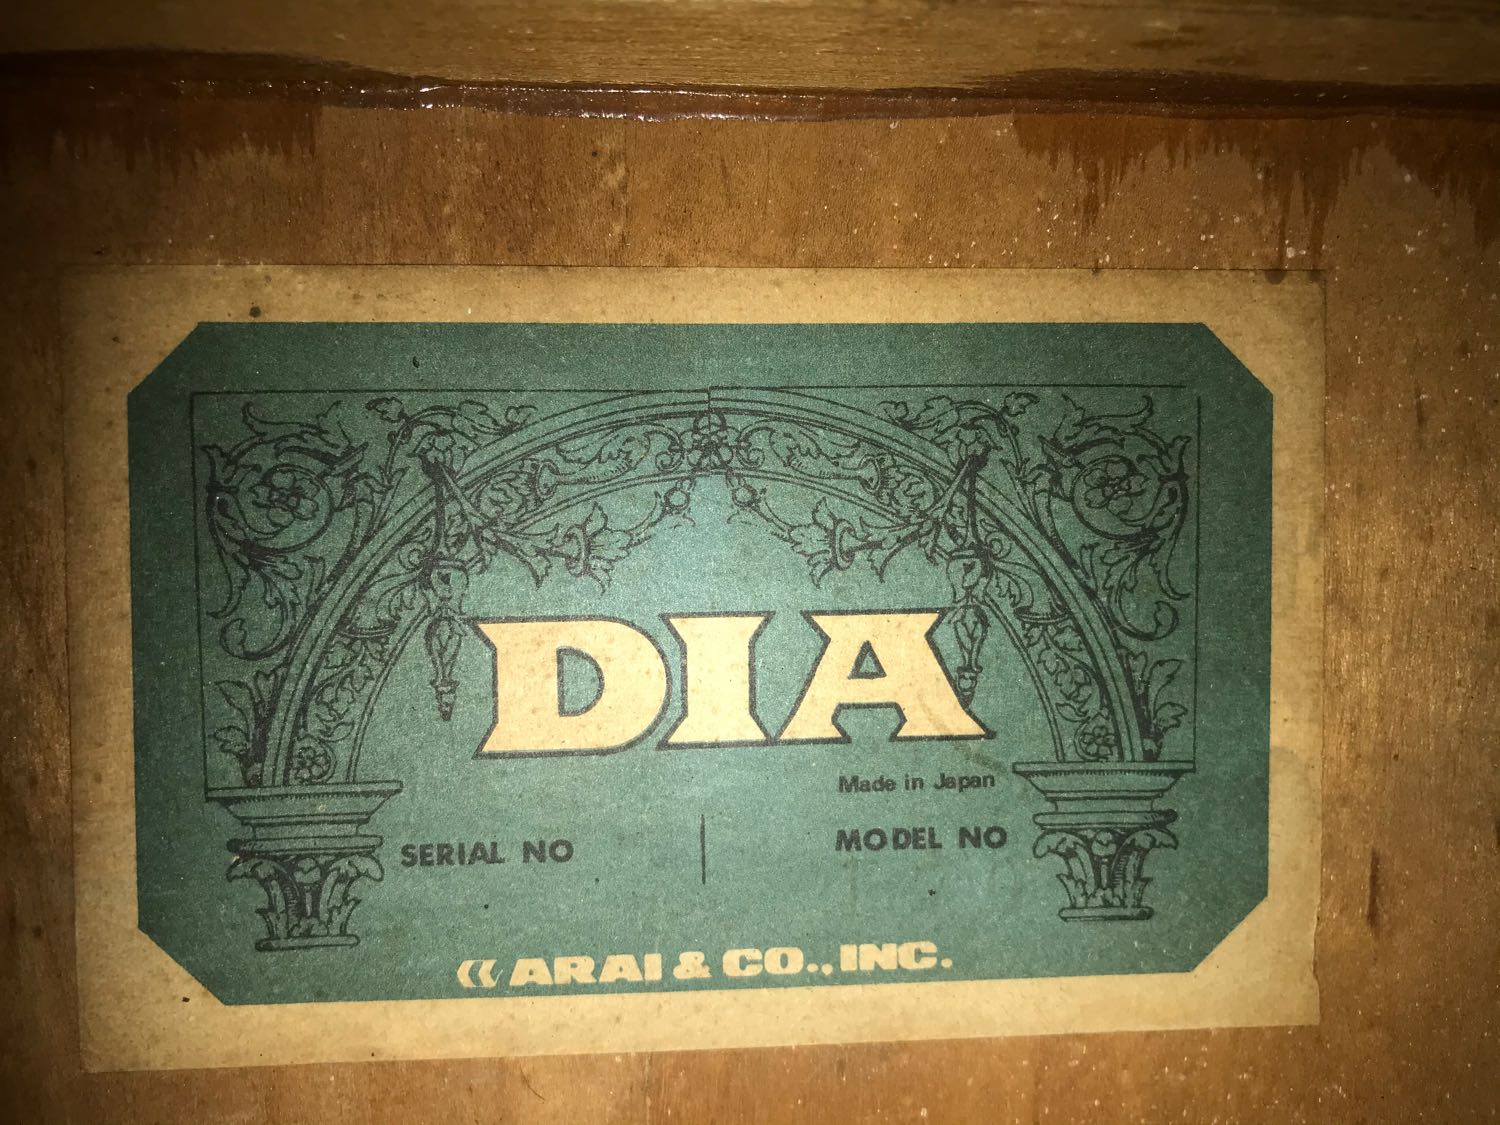 DIA
Made in Japan
SERIAL NO
MODEL NO
ARAI & CO., INC.